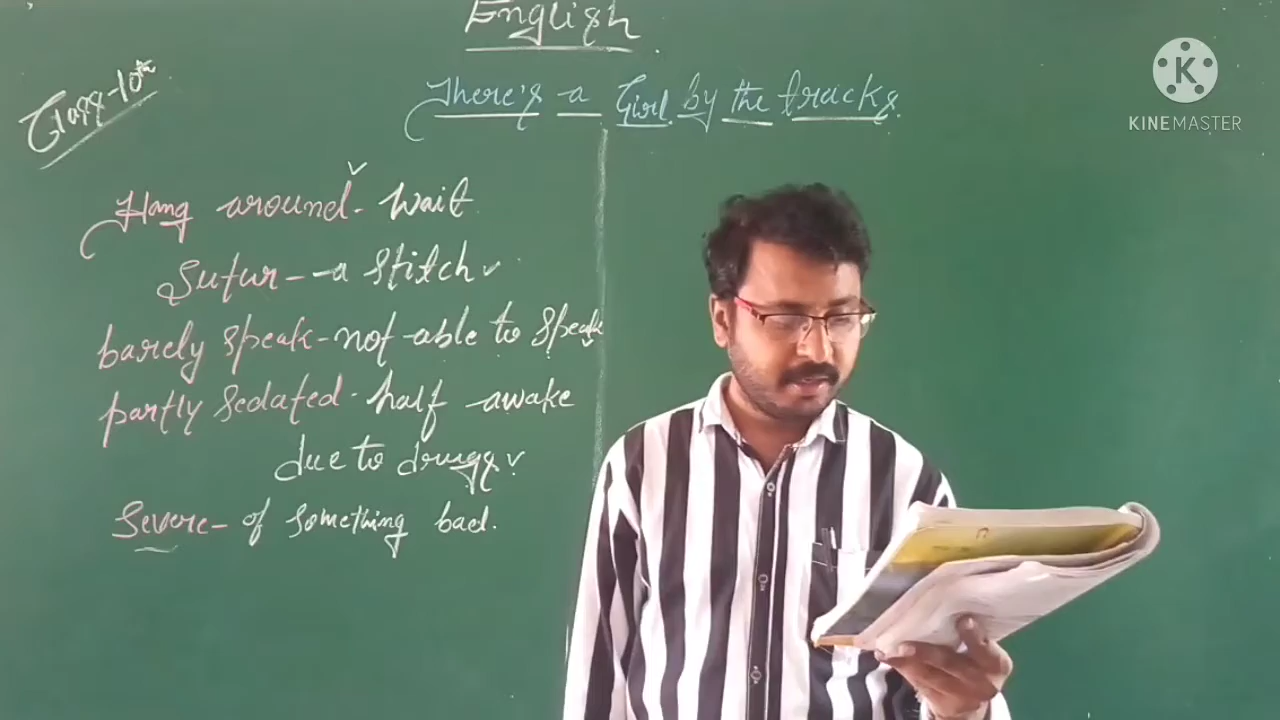 English
Class-10th
There's a Girl by the tracks.
K
KINEMASTER
Hang around - wait
Sutur - a stitch
barely speak - not able to speak
partly sedated - half awake
due to drugs
Severe - of something bad.